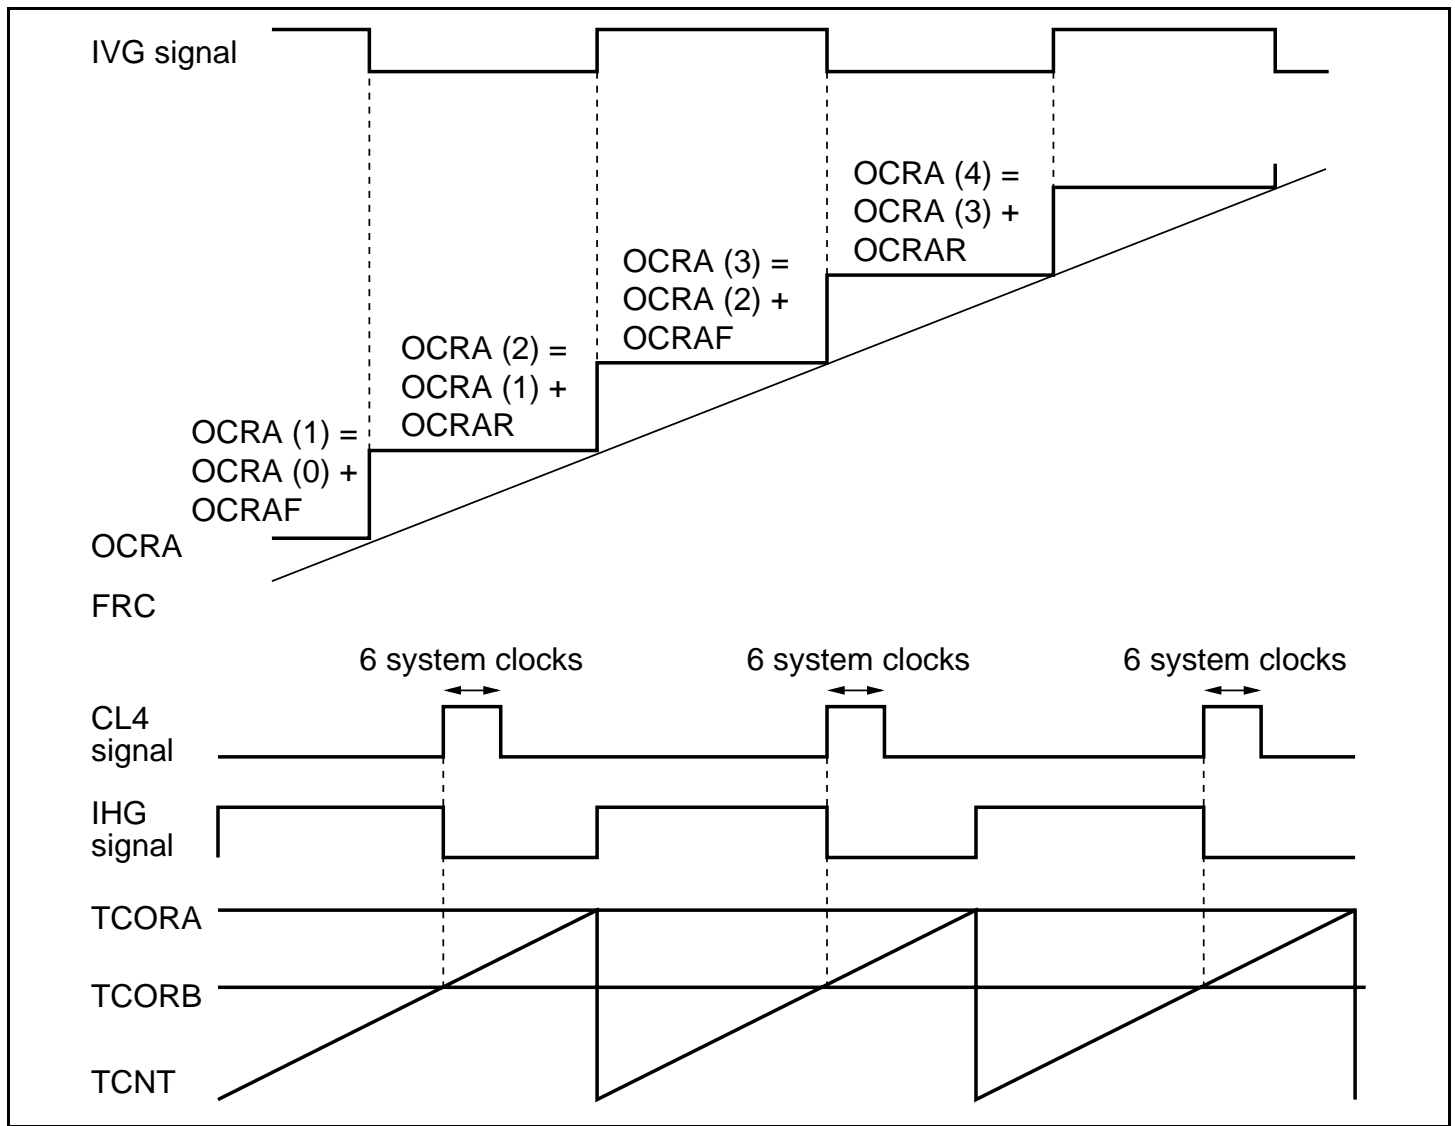 IVG signal
OCRA (4) =
OCRA (3) +
OCRAR
OCRA (3) =
OCRA (2) +
OCRAF
OCRA (2) =
OCRA (1) +
OCRAR
OCRA (1) =
OCRA (0) +
OCRAF
OCRA
FRC
6 system clocks
6 system clocks
6 system clocks
CL4
signal
IHG
signal
TCORA
TCORB
TCNT